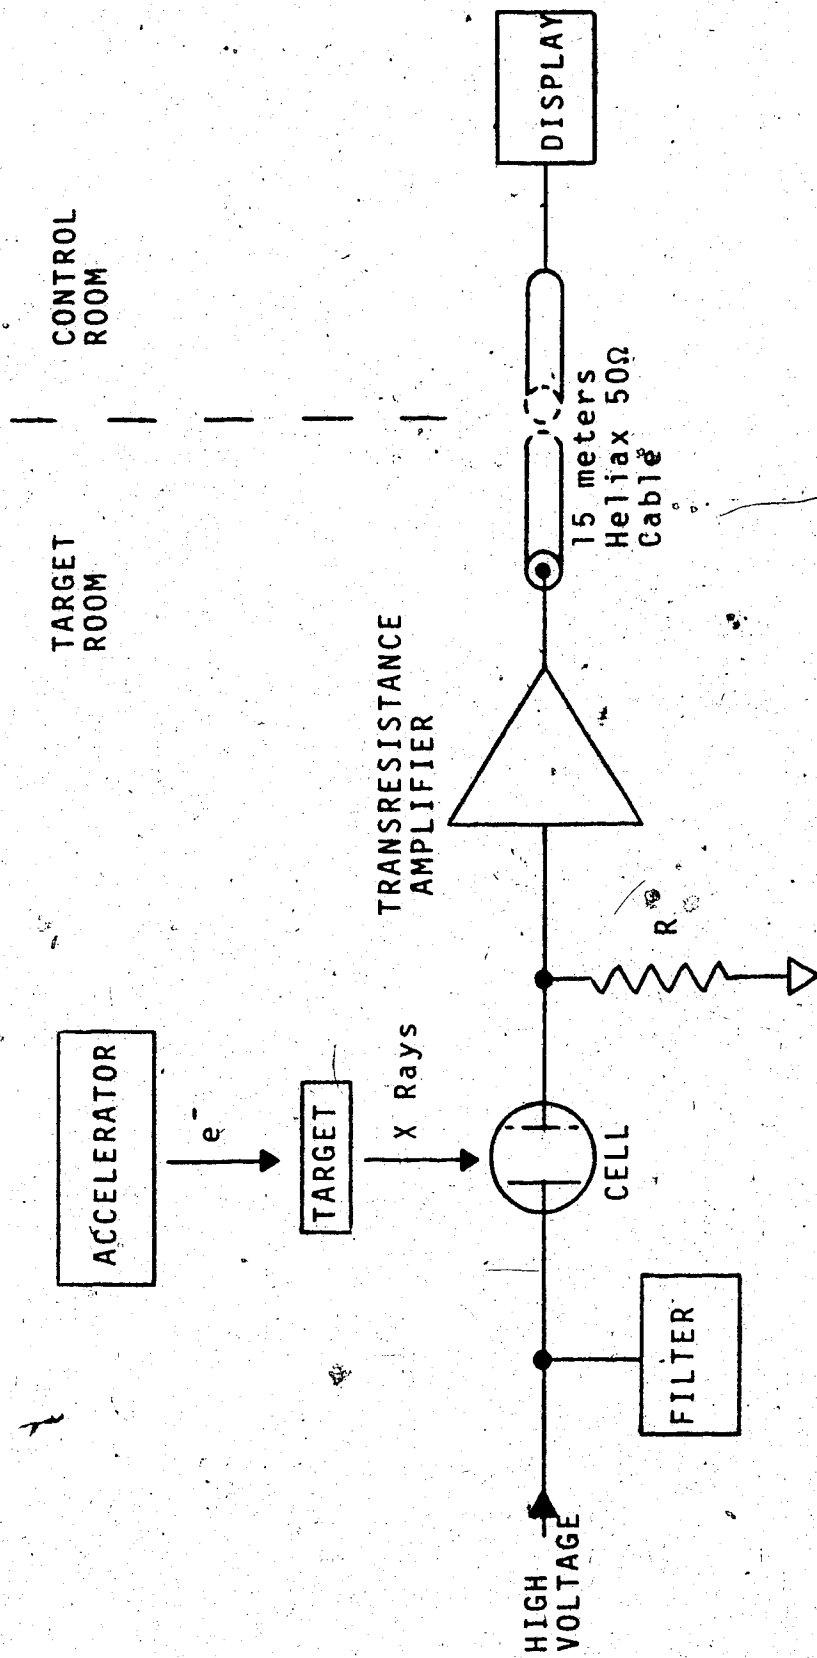 TARGET
ROOM
CONTROL
ROOM
ACCELERATOR
e-
TARGET
X Rays
TRANSRESISTANCE
AMPLIFIER
HIGH
VOLTAGE
FILTER
CELL
R
15 meters
Heliax 50Ω
Cable
DISPLAY